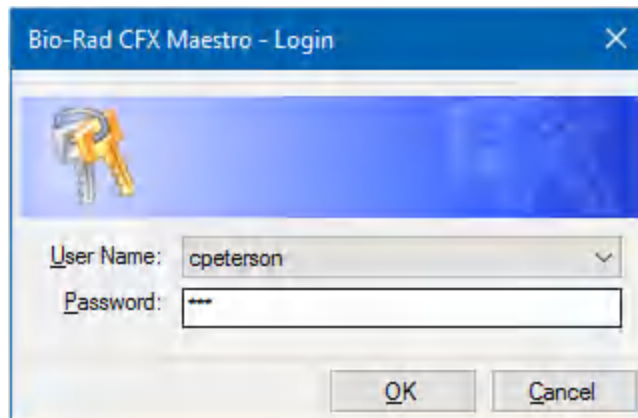 Bio-Rad CFX Maestro - Login
User Name: cpeterson
Password: ***
OK Cancel